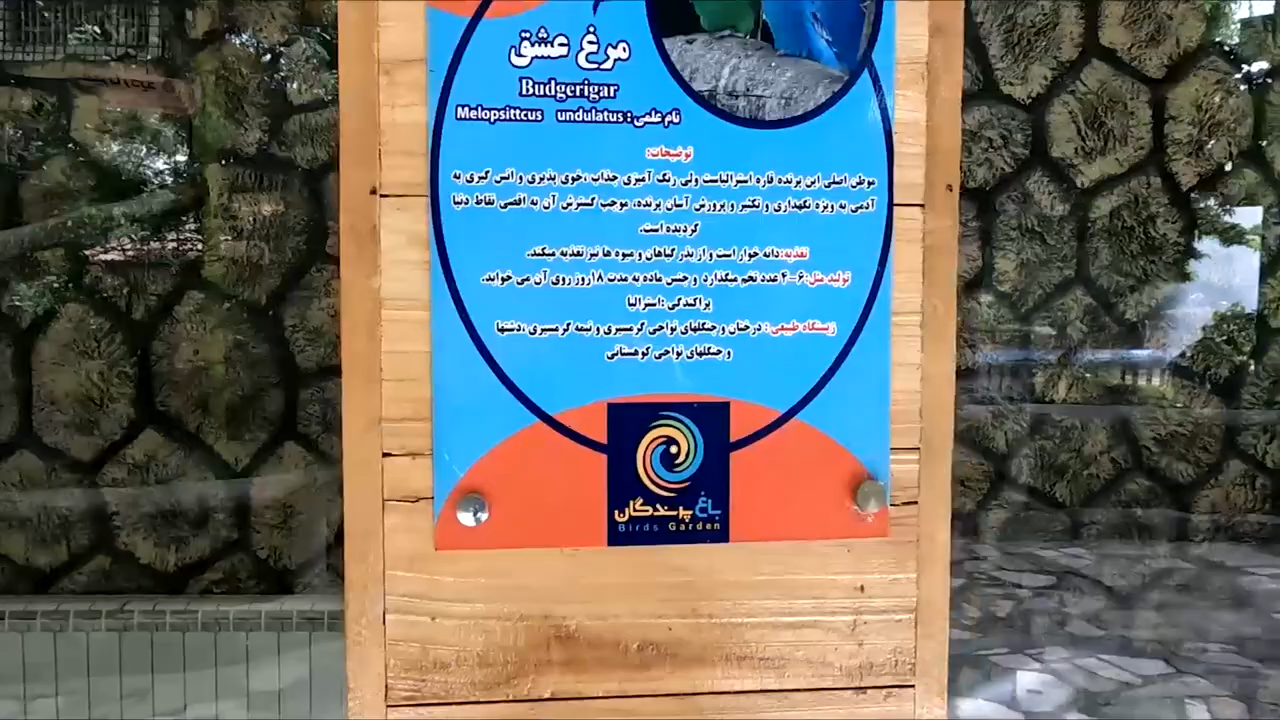 مرغ عشق
Budgerigar
نام علمی : Melopsittcus undulatus
توضیحات:
موطن اصلی این پرنده قاره استرالیاست ولی رنگ آمیزی جذاب ،خوی پذیری و انس گیری به
آدمی به ویژه نگهداری و تکثیر و پرورش آسان پرنده، موجب گسترش آن به اقصی نقاط دنیا
گردیده است.
تغذیه:دانه خوار است و از بذر گیاهان و میوه ها نیز تغذیه میکند.
تولید مثل:۶-۴ عدد تخم میگذارد و جنس ماده به مدت ۱۸روز روی آن می خوابد.
پراکندگی :استرالیا
زیستگاه طبیعی : درختان و جنگلهای نواحی گرمسیری و نیمه گرمسیری ،دشتها
و جنگلهای نواحی کوهستانی
باغ پرندگان
Birds Garden